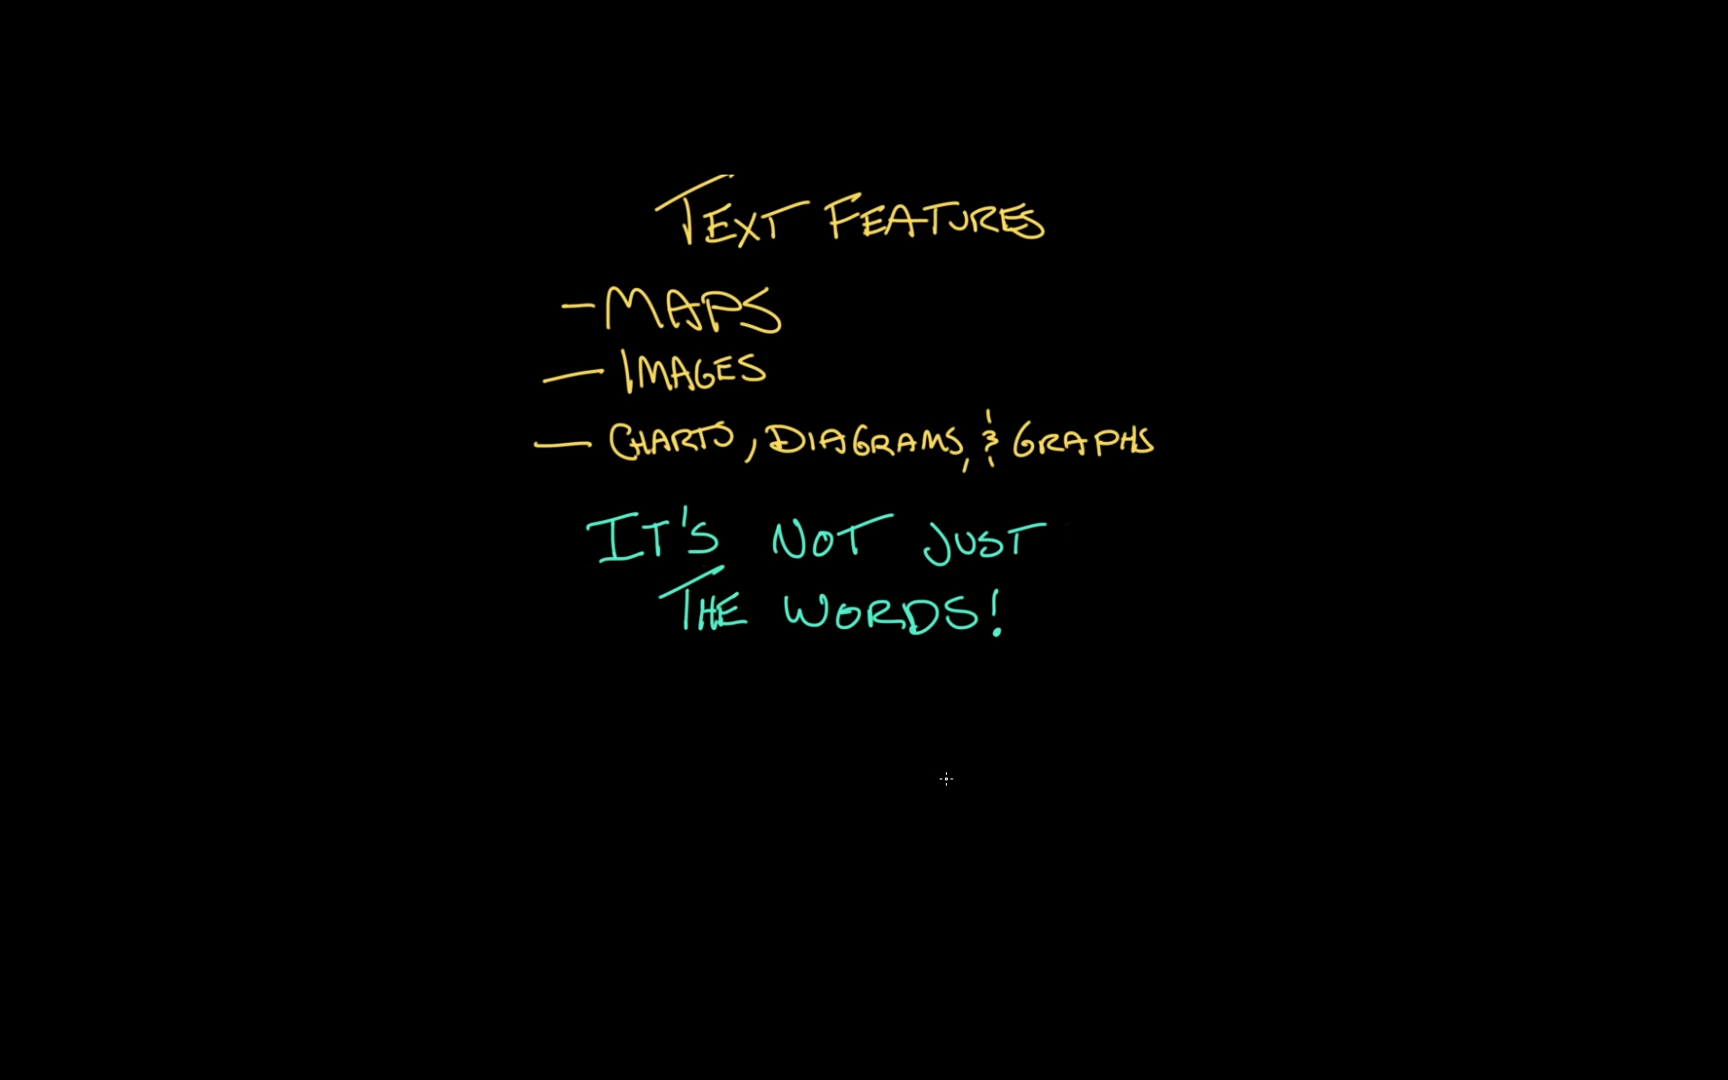 TEXT FEATURES
- MAPS
- IMAGES
- CHARTS, DIAGRAMS, & GRAPHS
IT'S NOT JUST
THE WORDS!